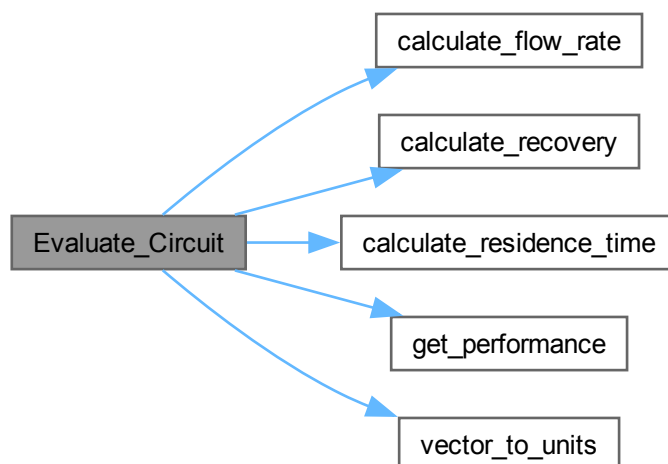 Evaluate_Circuit
calculate_flow_rate
calculate_recovery
calculate_residence_time
get_performance
vector_to_units